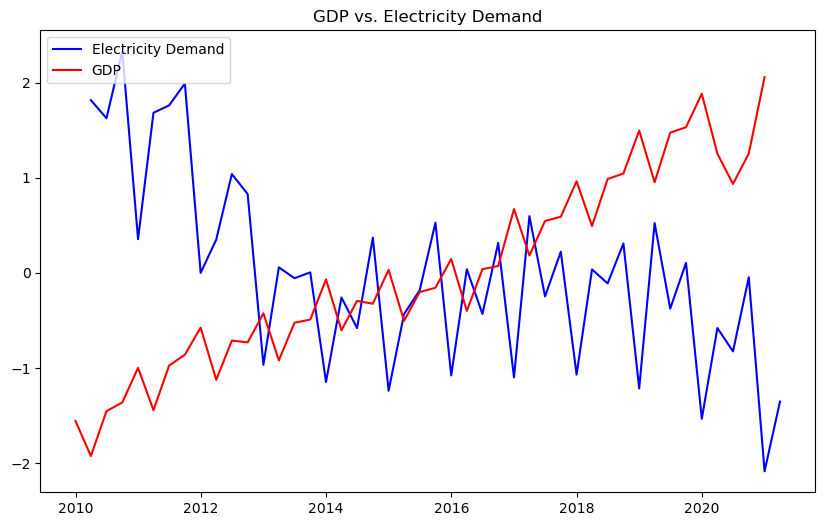 GDP vs. Electricity Demand
Electricity Demand
GDP
2
1
0
−1
−2
2010 2012 2014 2016 2018 2020